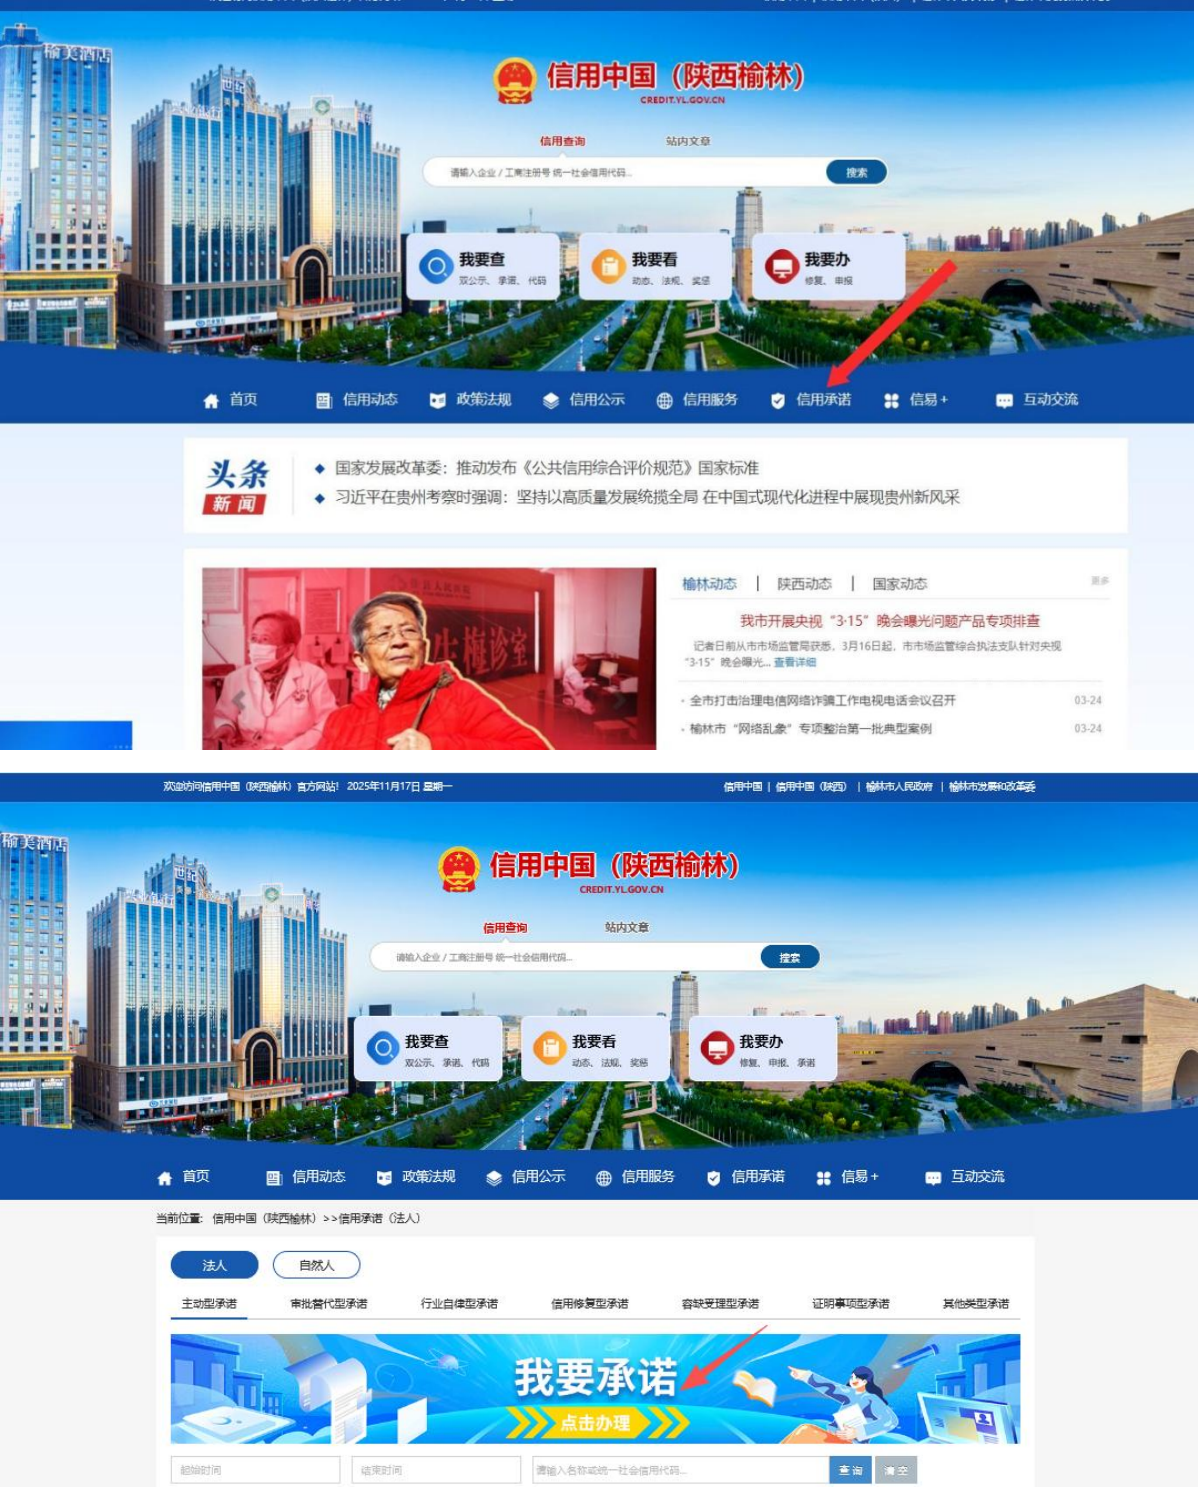 榆美酒店
世纪
信用中国（陕西榆林）
CREDIT.YL.GOV.CN
信用查询 站内文章
请输入企业 / 工商注册号 统一社会信用代码... 搜索
我要查 我要看 我要办
双公示、承诺、代码 动态、法规、奖惩 修复、申报
首页 信用动态 政策法规 信用公示 信用服务 信用承诺 信易+ 互动交流
头条
新闻
国家发展改革委：推动发布《公共信用综合评价规范》国家标准
习近平在贵州考察时强调：坚持以高质量发展统揽全局 在中国式现代化进程中展现贵州新风采
榆林动态 | 陕西动态 | 国家动态 更多
我市开展央视“3·15”晚会曝光问题产品专项排查
记者日前从市市场监管局获悉，3月16日起，市市场监管综合执法支队针对央视
“3·15”晚会曝光... 查看详细
全市打击治理电信网络诈骗工作电视电话会议召开 03-24
榆林市“网络乱象”专项整治第一批典型案例 03-24
欢迎访问信用中国（陕西榆林）官方网站！ 2025年11月17日 星期一 信用中国 | 信用中国（陕西） | 榆林市人民政府 | 榆林市发展和改革委
榆美酒店
世纪
信用中国（陕西榆林）
CREDIT.YL.GOV.CN
信用查询 站内文章
请输入企业 / 工商注册号 统一社会信用代码... 搜索
我要查 我要看 我要办
双公示、承诺、代码 动态、法规、奖惩 修复、申报、承诺
首页 信用动态 政策法规 信用公示 信用服务 信用承诺 信易+ 互动交流
当前位置：信用中国（陕西榆林）>>信用承诺（法人）
法人 自然人
主动型承诺 审批替代型承诺 行业自律型承诺 信用修复型承诺 容缺受理型承诺 证明事项型承诺 其他类型承诺
我要承诺
点击办理
起始时间 结束时间 请输入名称或统一社会信用代码... 查询 清空